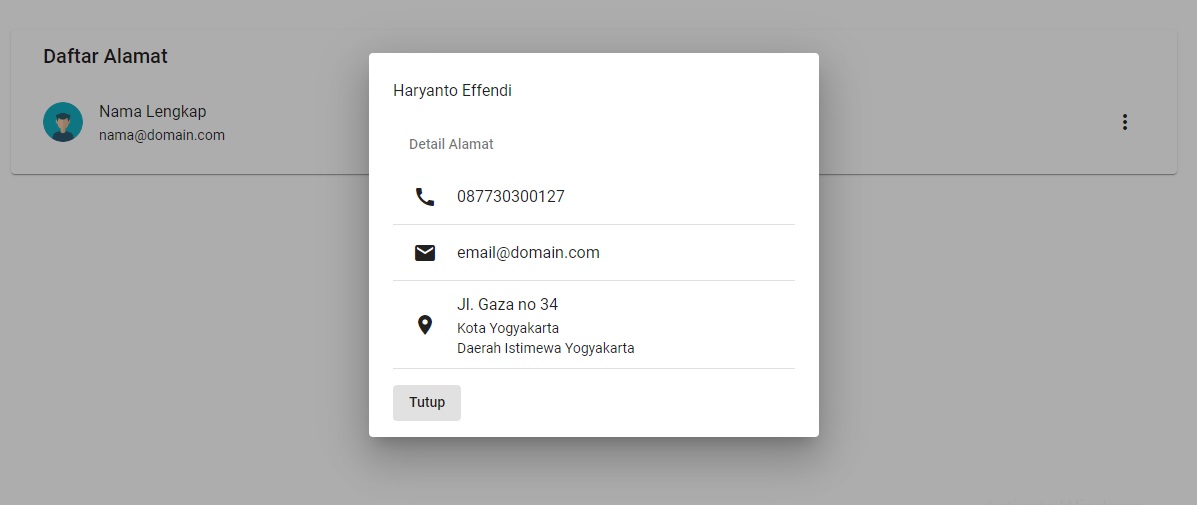 Daftar Alamat
Nama Lengkap
nama@domain.com
Haryanto Effendi
Detail Alamat
087730300127
email@domain.com
Jl. Gaza no 34
Kota Yogyakarta
Daerah Istimewa Yogyakarta
Tutup